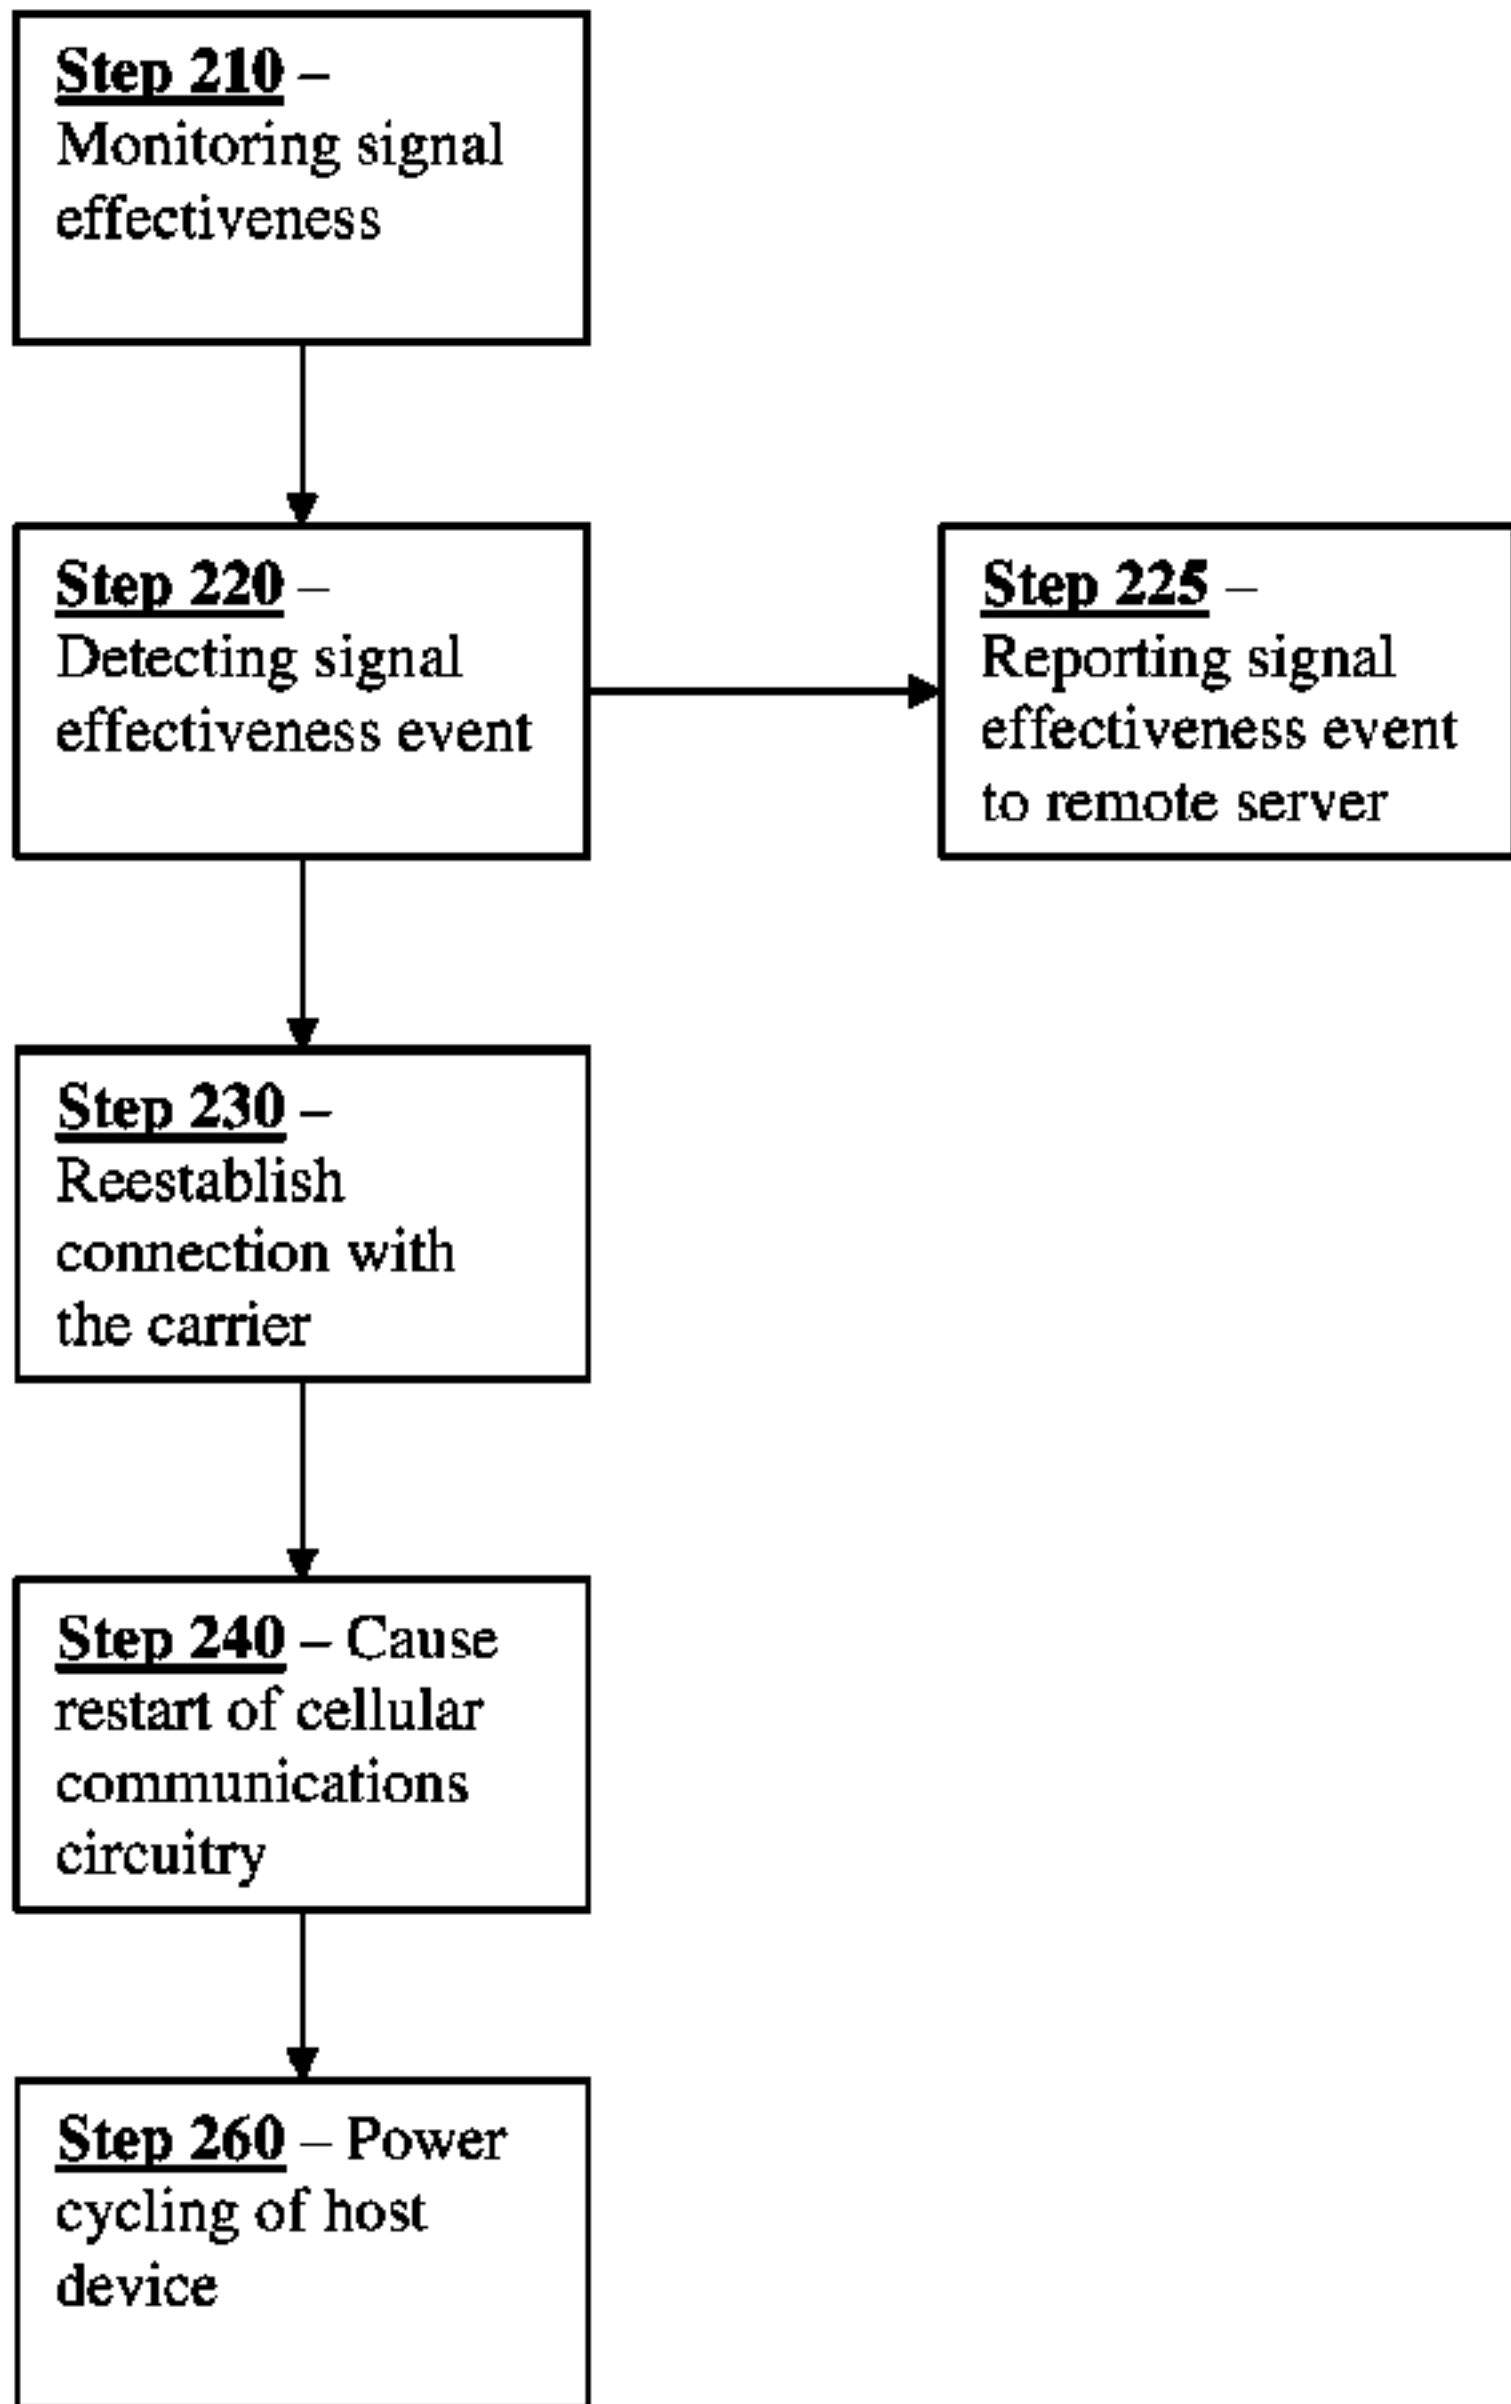 Step 210 –
Monitoring signal
effectiveness
Step 220 –
Detecting signal
effectiveness event
Step 225 –
Reporting signal
effectiveness event
to remote server
Step 230 –
Reestablish
connection with
the carrier
Step 240 – Cause
restart of cellular
communications
circuitry
Step 260 – Power
cycling of host
device